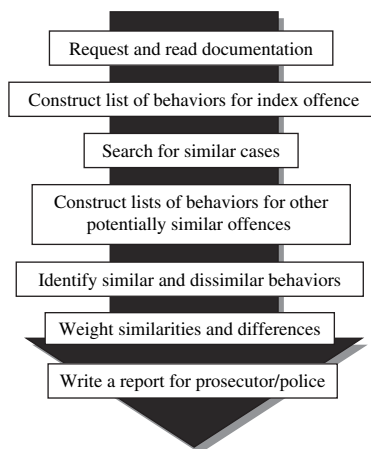 Request and read documentation
Construct list of behaviors for index offence
Search for similar cases
Construct lists of behaviors for other
potentially similar offences
Identify similar and dissimilar behaviors
Weight similarities and differences
Write a report for prosecutor/police